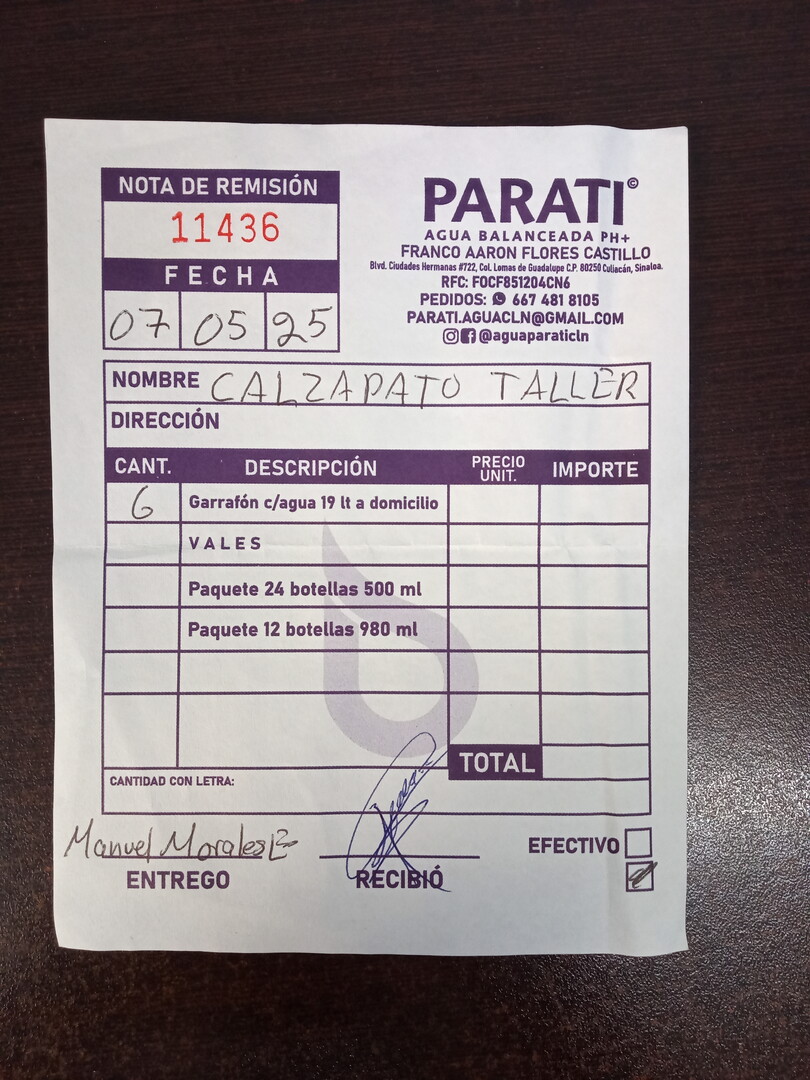 NOTA DE REMISIÓN
11436
FECHA
07 05 25
PARATI©
AGUA BALANCEADA PH+
FRANCO AARON FLORES CASTILLO
Blvd. Ciudades Hermanas #722, Col. Lomas de Guadalupe C.P. 80250 Culiacán, Sinaloa.
RFC: FOCF851204CN6
PEDIDOS: 667 481 8105
PARATI.AGUACLN@GMAIL.COM
@aguaparaticln
NOMBRE CALZAPATO TALLER
DIRECCIÓN
CANT. DESCRIPCIÓN PRECIO UNIT. IMPORTE
6 Garrafón c/agua 19 lt a domicilio
VALES
Paquete 24 botellas 500 ml
Paquete 12 botellas 980 ml
TOTAL
CANTIDAD CON LETRA:
Manuel Morales
ENTREGO
RECIBIÓ
EFECTIVO